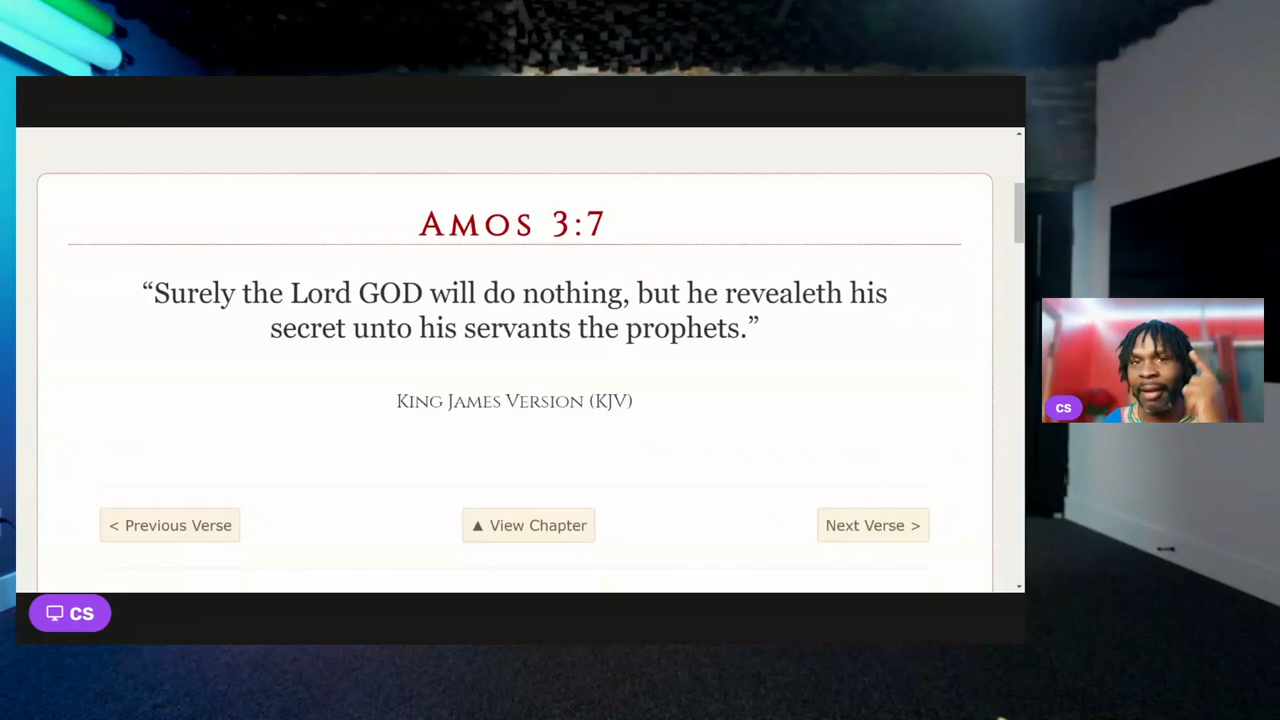 AMOS 3:7
“Surely the Lord GOD will do nothing, but he revealeth his
secret unto his servants the prophets.”
KING JAMES VERSION (KJV)
< Previous Verse
▲ View Chapter
Next Verse >
CS
CS